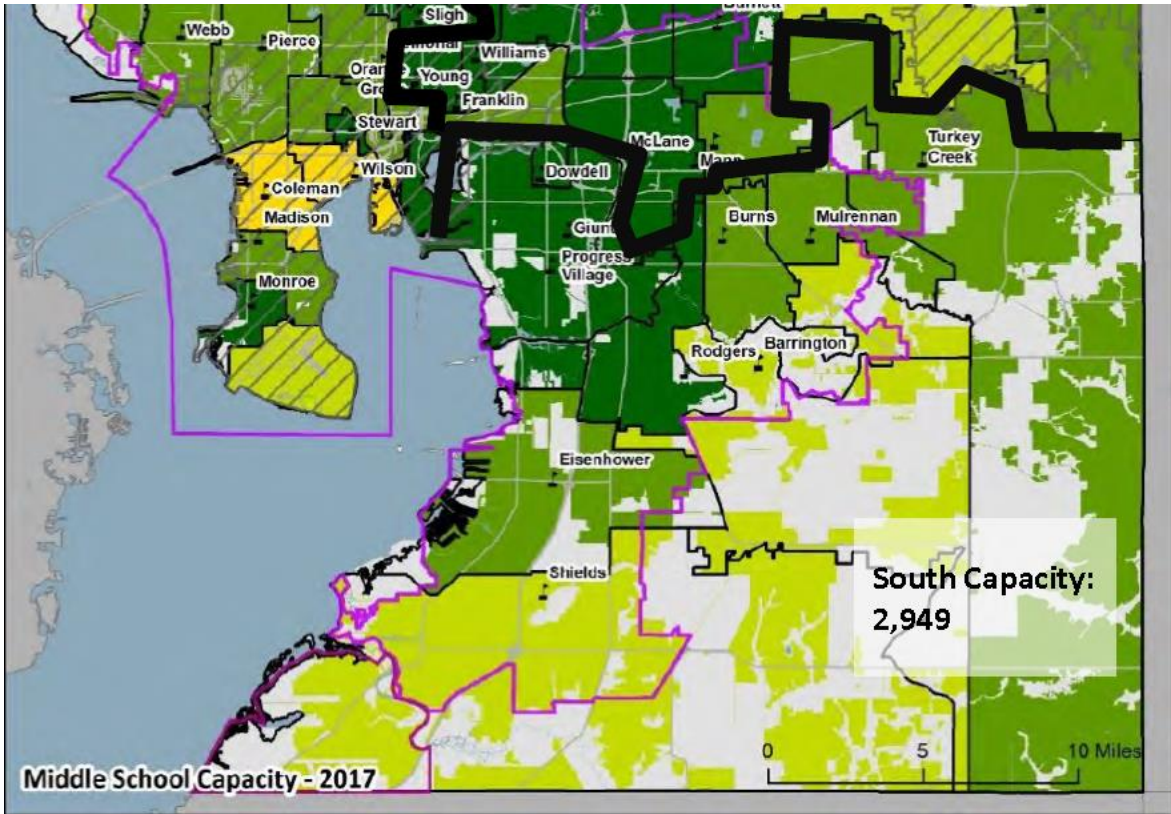 Sligh
Webb
Pierce
Williams
Young
Franklin
Stewart
McLane
Turkey
Creek
Wilson
Dowdell
Coleman
Madison
Burns
Mulrennan
Progress
Village
Monroe
Rodgers
Barrington
Eisenhower
Shields
South Capacity:
2,949
0 5 10 Miles
Middle School Capacity - 2017